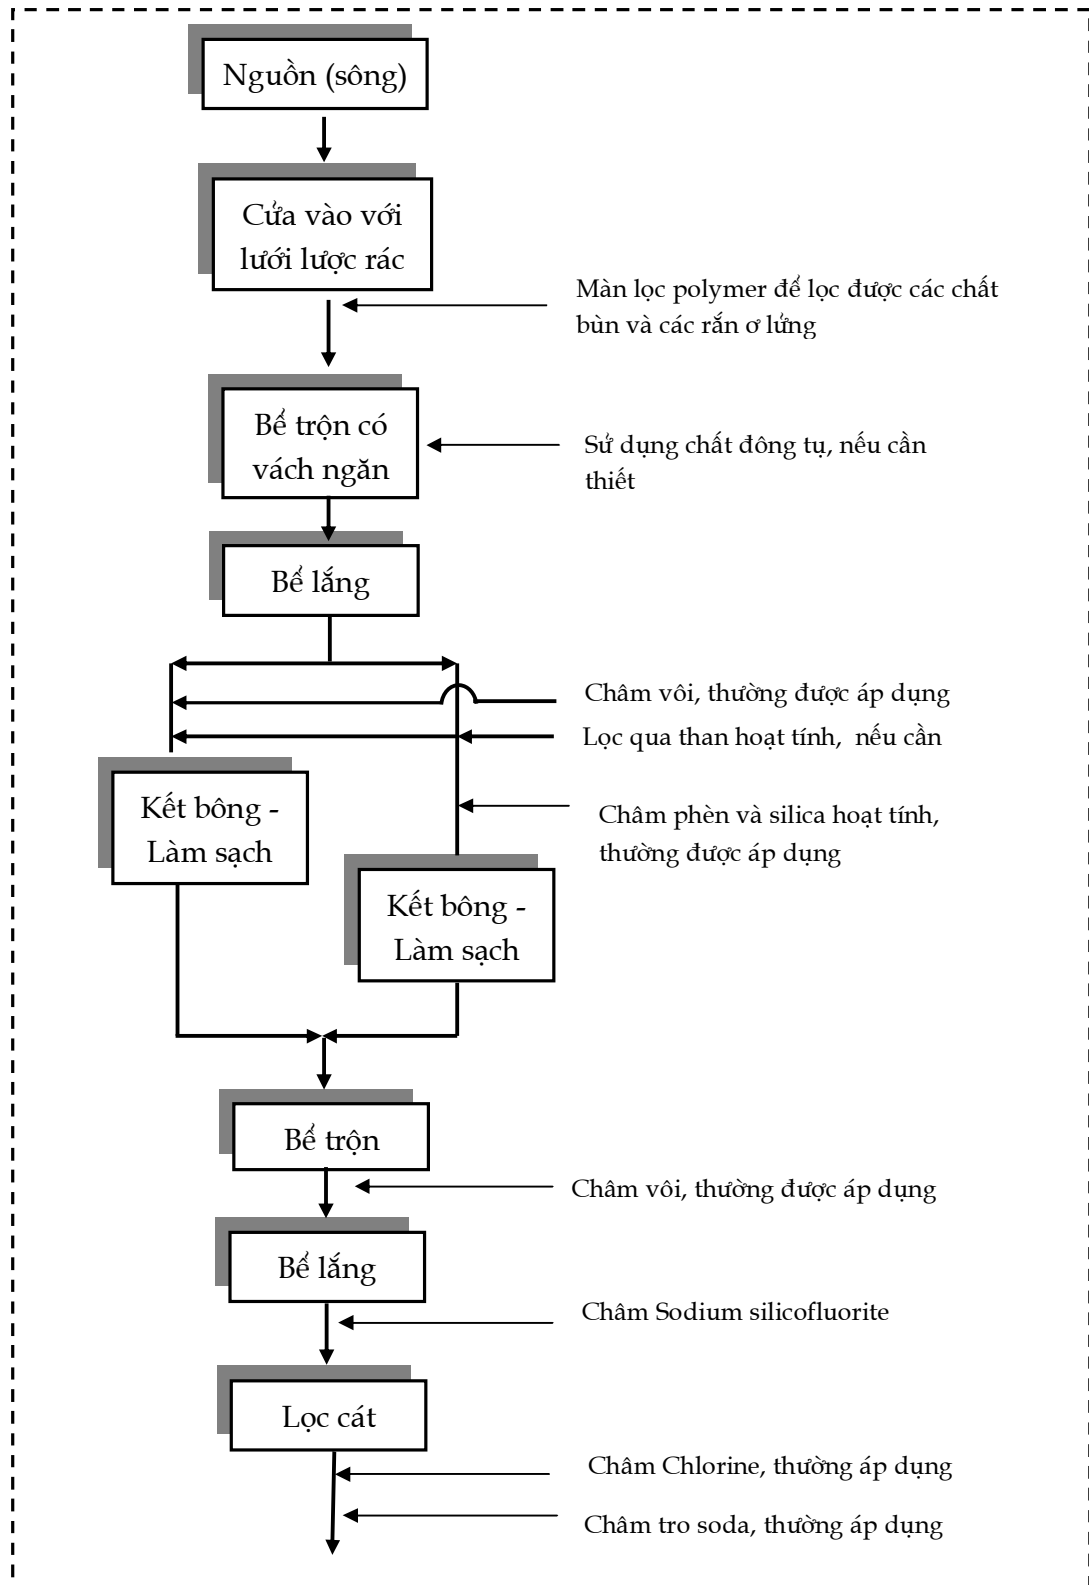 Nguồn (sông)
Cửa vào với
lưới lược rác
Màn lọc polymer để lọc được các chất
bùn và các rắn ơ lửng
Bể trộn có
vách ngăn
Sử dụng chất đông tụ, nếu cần
thiết
Bể lắng
Châm vôi, thường được áp dụng
Lọc qua than hoạt tính, nếu cần
Kết bông -
Làm sạch
Châm phèn và silica hoạt tính,
thường được áp dụng
Kết bông -
Làm sạch
Bể trộn
Châm vôi, thường được áp dụng
Bể lắng
Châm Sodium silicofluorite
Lọc cát
Châm Chlorine, thường áp dụng
Châm tro soda, thường áp dụng